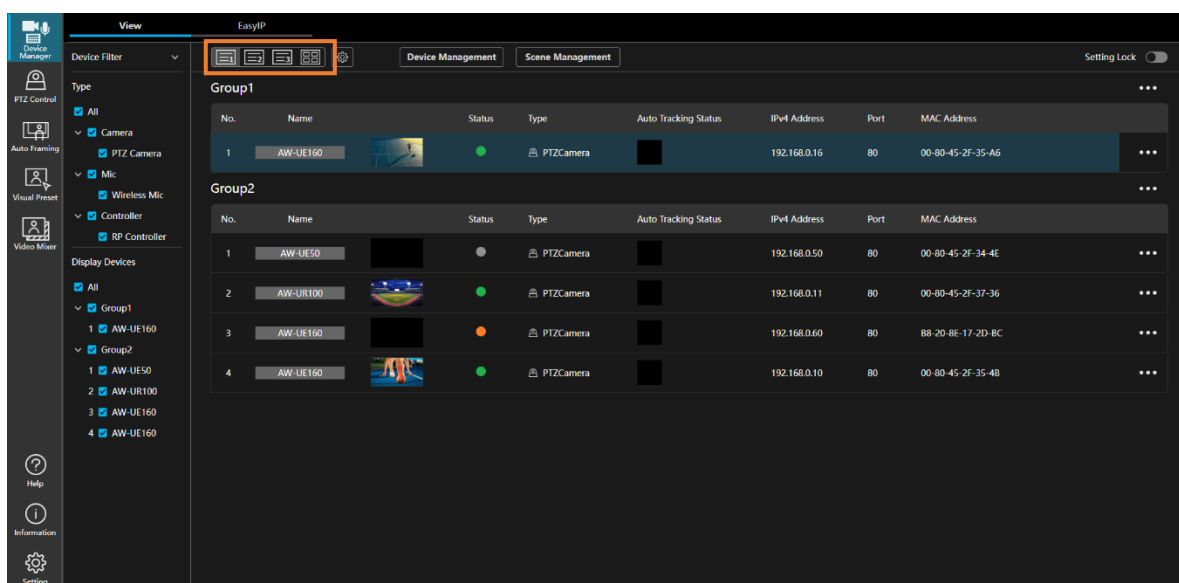 View
EasyIP
Device Manager
PTZ Control
Auto Framing
Visual Preset
Video Mixer
Help
Information
Setting
Device Filter
Type
All
Camera
PTZ Camera
Mic
Wireless Mic
Controller
RP Controller
Display Devices
All
Group1
1 AW-UE160
Group2
1 AW-UE50
2 AW-UR100
3 AW-UE160
4 AW-UE160
1 2 3
Device Management Scene Management Setting Lock
Group1
No. Name Status Type Auto Tracking Status IPv4 Address Port MAC Address
1 AW-UE160 PTZCamera 192.168.0.16 80 00-80-45-2F-35-A6
Group2
No. Name Status Type Auto Tracking Status IPv4 Address Port MAC Address
1 AW-UE50 PTZCamera 192.168.0.50 80 00-80-45-2F-34-4E
2 AW-UR100 PTZCamera 192.168.0.11 80 00-80-45-2F-37-36
3 AW-UE160 PTZCamera 192.168.0.60 80 B8-20-8E-17-2D-BC
4 AW-UE160 PTZCamera 192.168.0.10 80 00-80-45-2F-35-4B